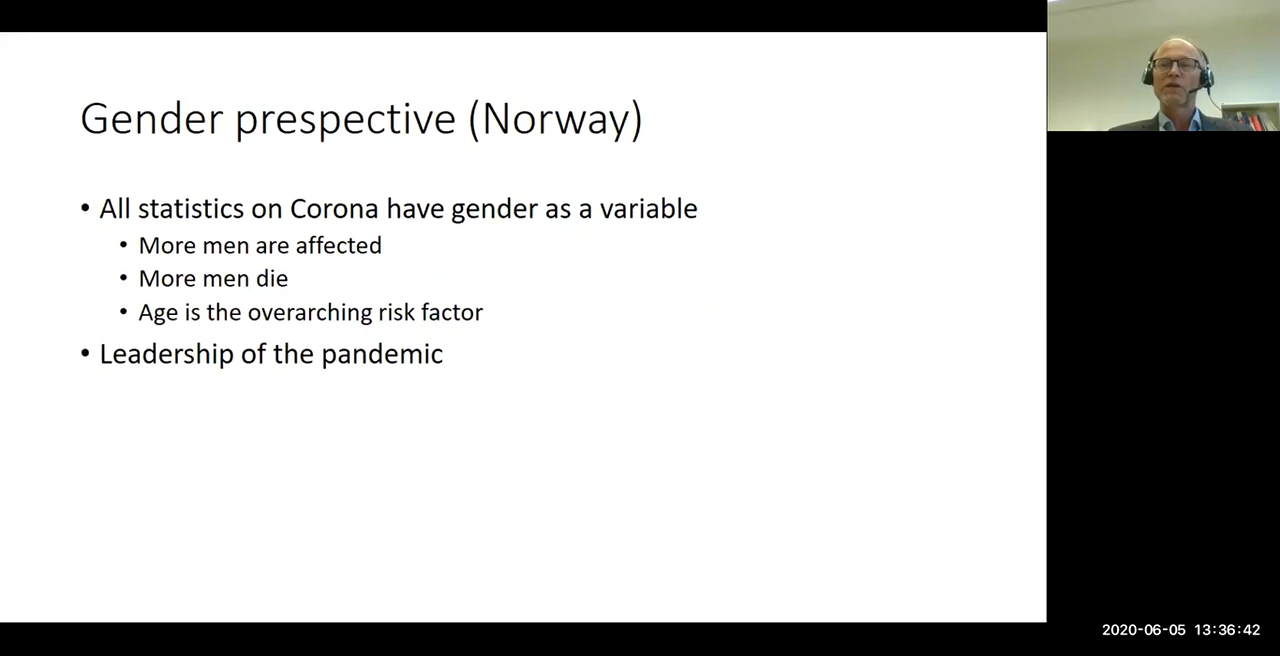 Gender prespective (Norway)
• All statistics on Corona have gender as a variable
• More men are affected
• More men die
• Age is the overarching risk factor
• Leadership of the pandemic
2020-06-05 13:36:42